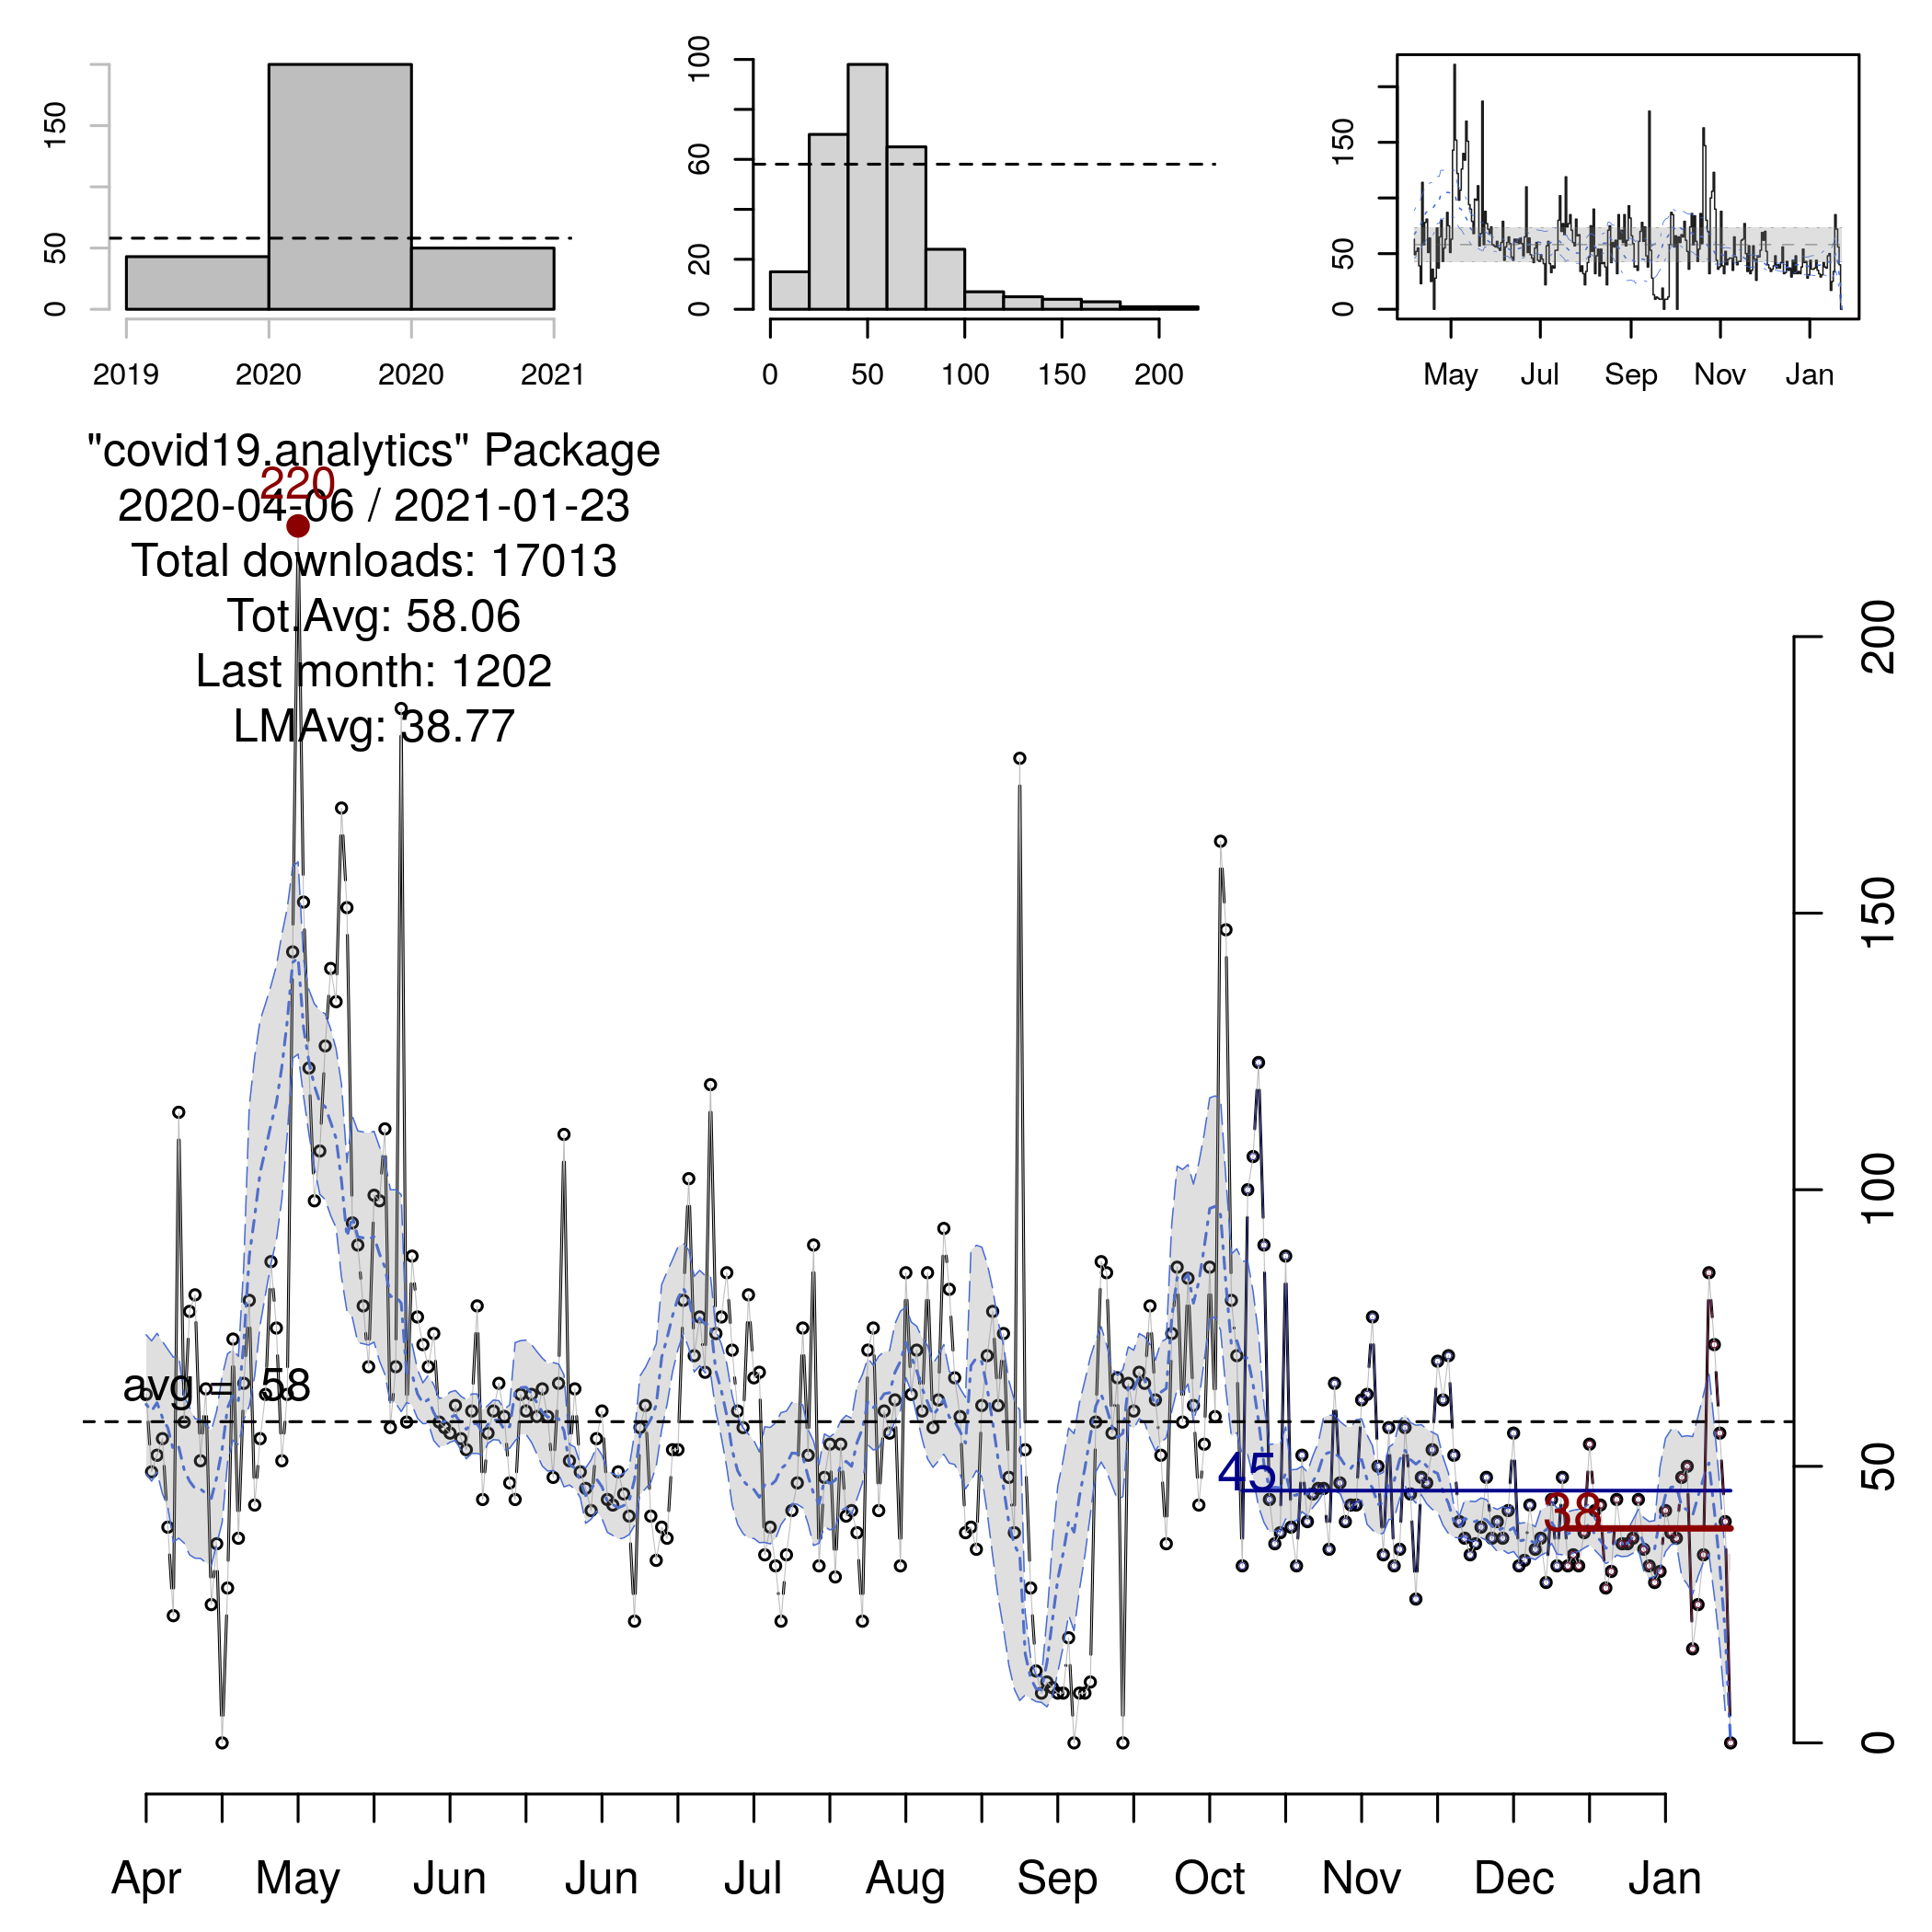 150
50
0
2019 2020 2020 2021
100
60
20
0
0 50 100 150 200
150
50
0
May Jul Sep Nov Jan
"covid19.analytics" Package
220
2020-04-06 / 2021-01-23
Total downloads: 17013
Tot.Avg: 58.06
Last month: 1202
LMAvg: 38.77
avg = 58
45
38
200
150
100
50
0
Apr May Jun Jun Jul Aug Sep Oct Nov Dec Jan